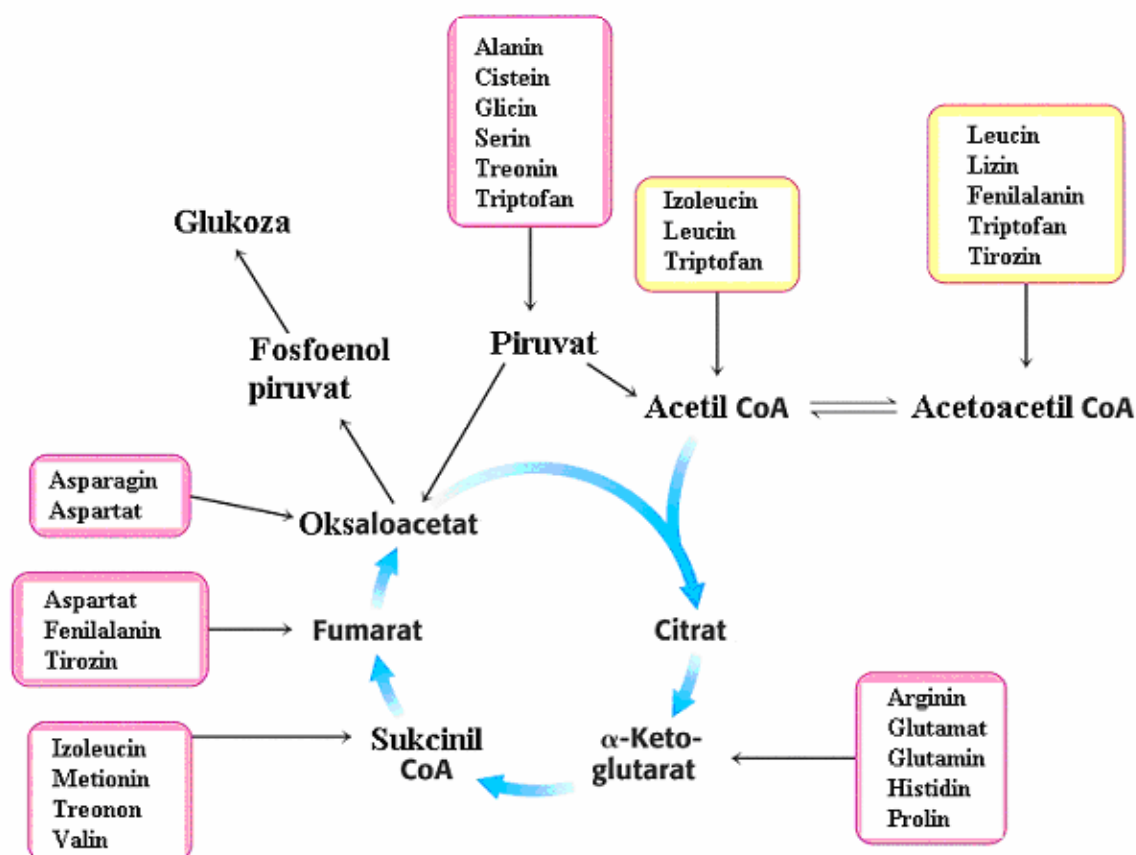 Alanin
Cistein
Glicin
Serin
Treonin
Triptofan
Leucin
Lizin
Fenilalanin
Triptofan
Tirozin
Izoleucin
Leucin
Triptofan
Glukoza
Fosfoenol
piruvat
Piruvat
Acetil CoA
Acetoacetil CoA
Asparagin
Aspartat
Oksaloacetat
Aspartat
Fenilalanin
Tirozin
Fumarat
Citrat
Izoleucin
Metionin
Treonon
Valin
Sukcinil
CoA
α-Keto-
glutarat
Arginin
Glutamat
Glutamin
Histidin
Prolin